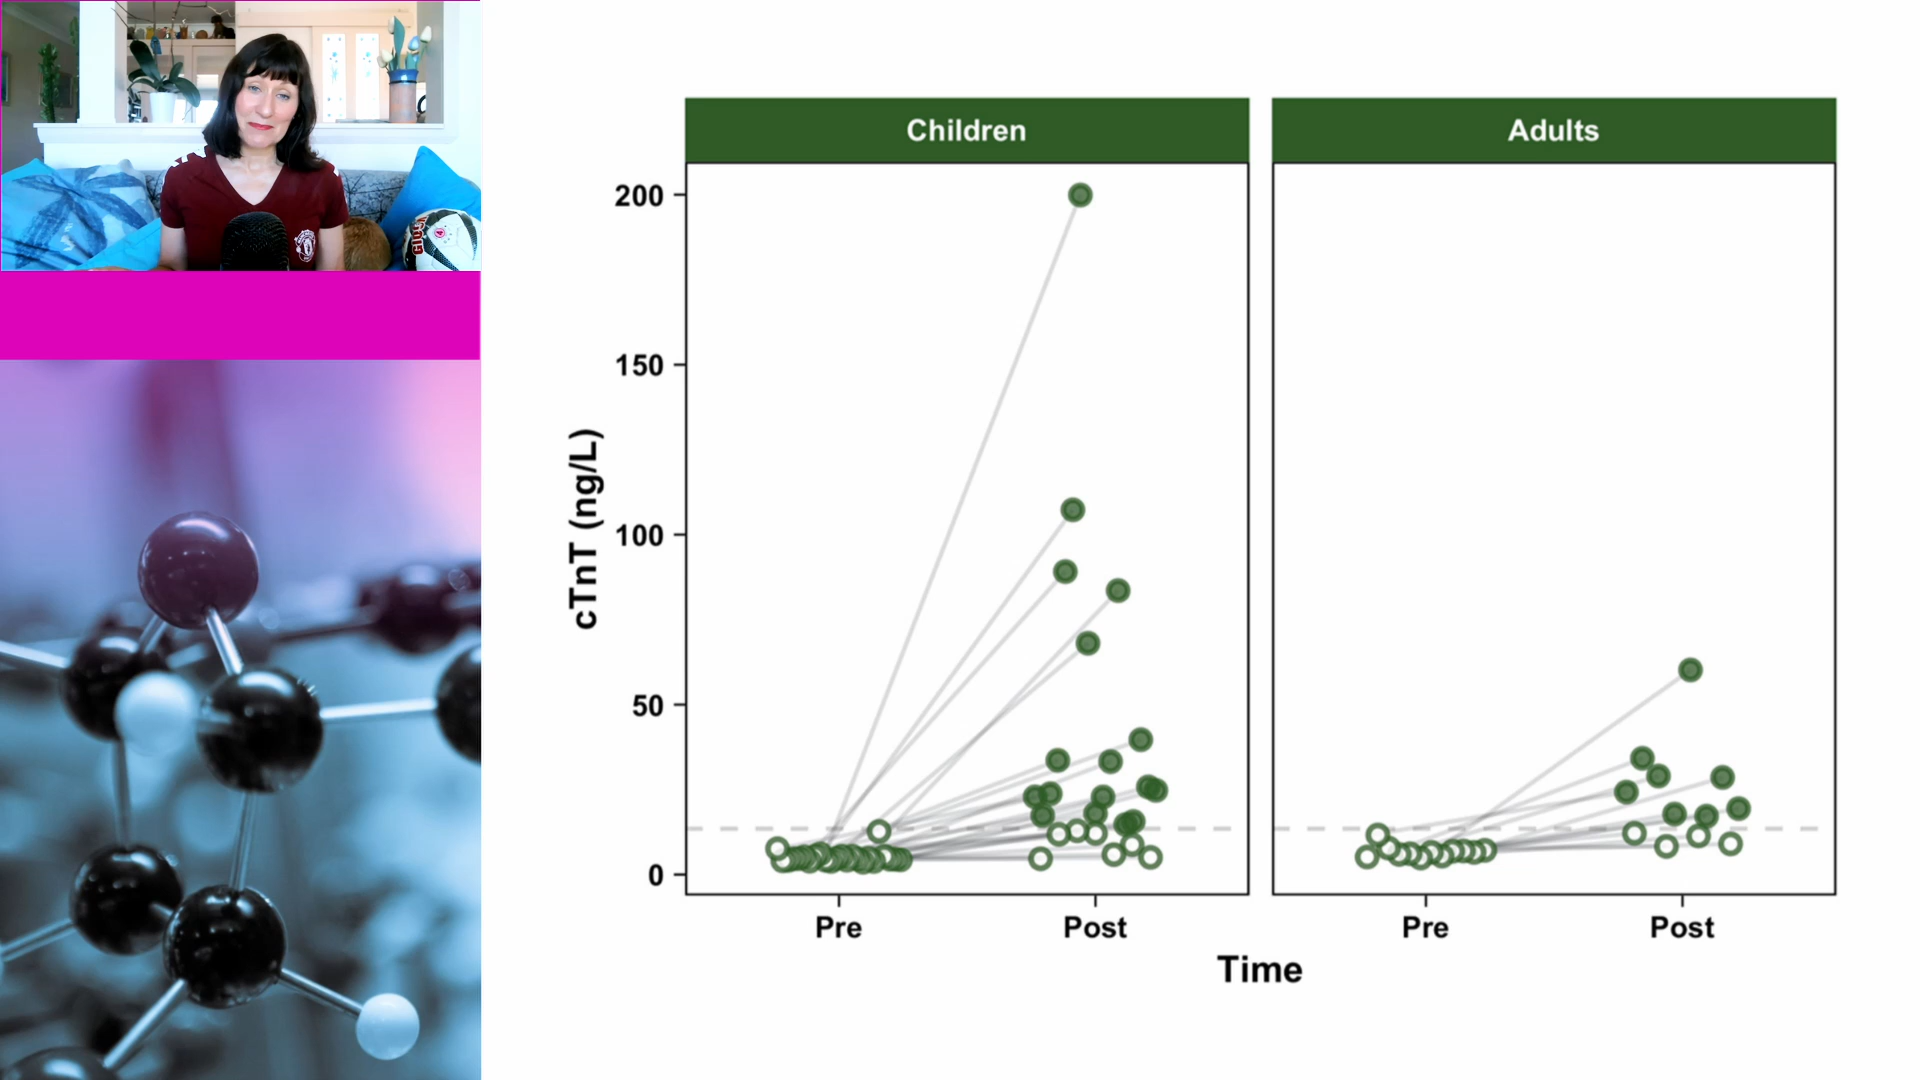 Children
Adults
200
150
100
50
0
cTnT (ng/L)
Pre
Post
Pre
Post
Time